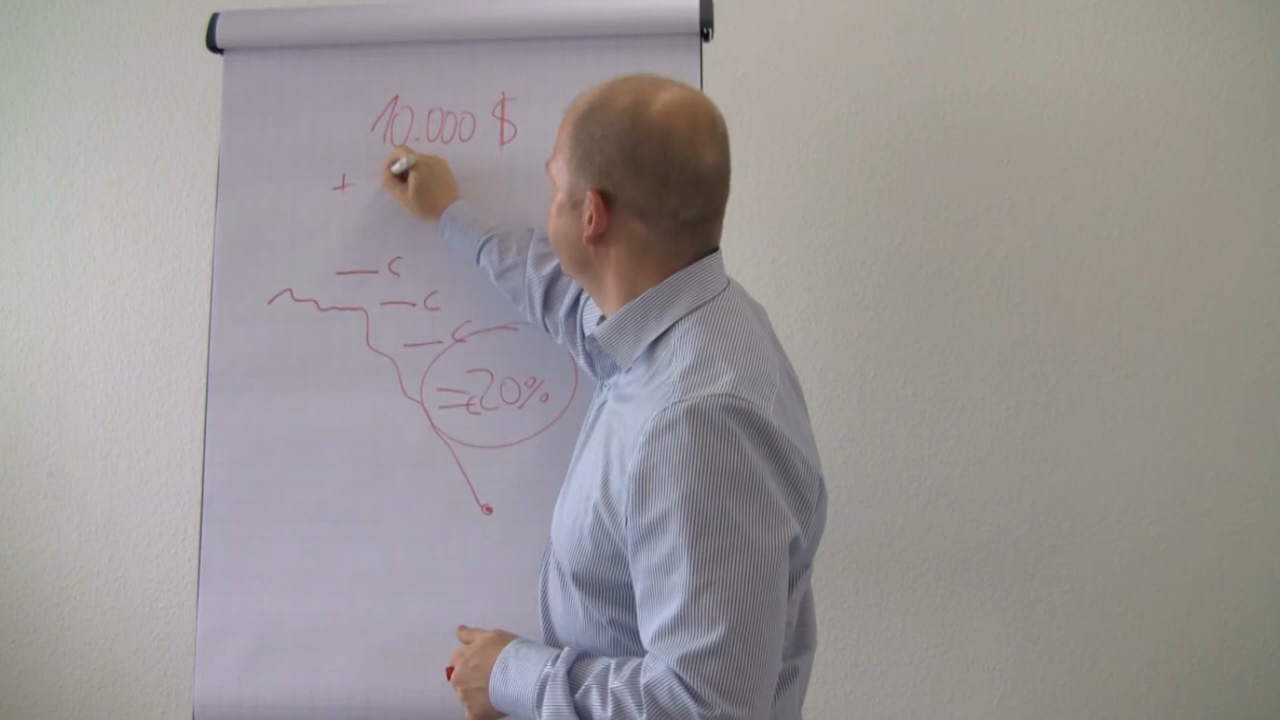 10.000 $
+
— C
— C
— C
= 20%